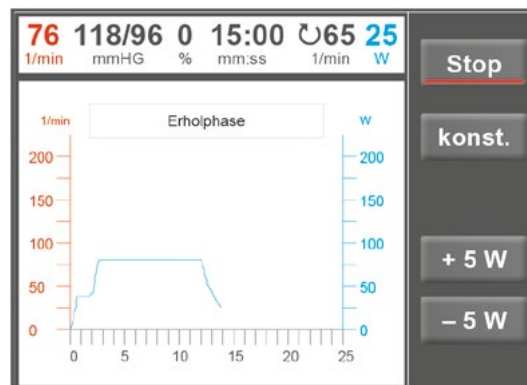 76 118/96 0 15:00 ↻65 25
1/min mmHG % mm:ss 1/min W
Stop
1/min Erholphase W
konst.
200 200
150 150
100 100
+ 5 W
50 50
– 5 W
0 0
0 5 10 15 20 25